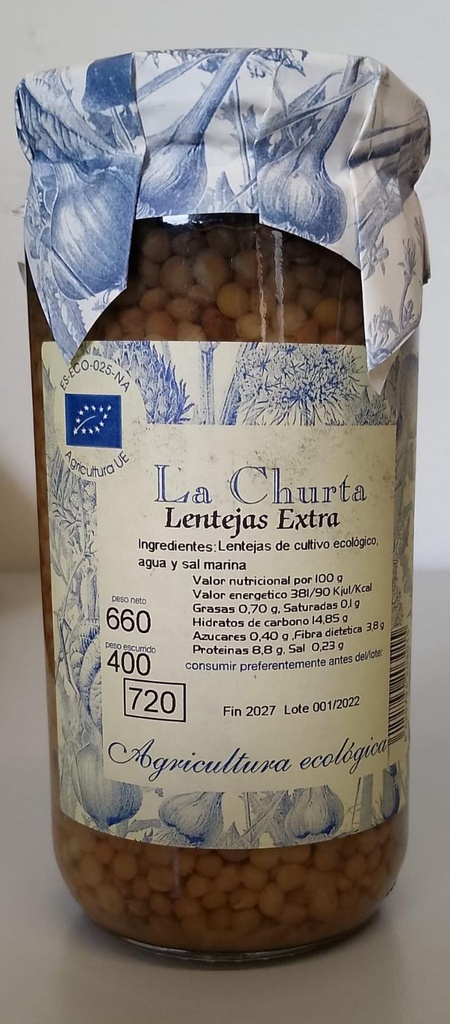 ES-ECO-025-NA
Agricultura UE
La Churta
Lentejas Extra
Ingredientes: Lentejas de cultivo ecológico,
agua y sal marina
Valor nutricional por 100 g
Valor energetico 381/90 Kjul/Kcal
Grasas 0,70 g, Saturadas 0,1 g
Hidratos de carbono 14,85 g
Azucares 0,40 g ,Fibra dietetica 3,8 g
Proteinas 8,8 g, Sal 0,23 g
peso neto
660
peso escurrido
400
720
consumir preferentemente antes del/lote:
Fin 2027 Lote 001/2022
Agricultura ecológica